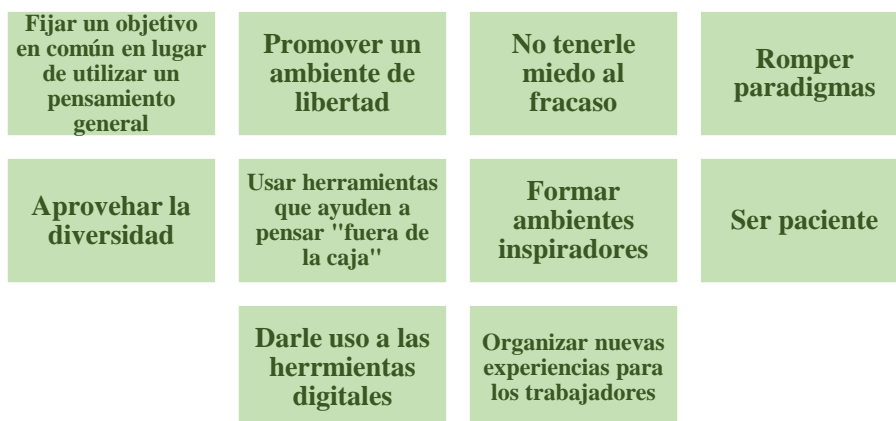 Fijar un objetivo
en común en lugar
de utilizar un
pensamiento
general
Promover un
ambiente de
libertad
No tenerle
miedo al
fracaso
Romper
paradigmas
Aprovehar la
diversidad
Usar herramientas
que ayuden a
pensar "fuera de
la caja"
Formar
ambientes
inspiradores
Ser paciente
Darle uso a las
herrmientas
digitales
Organizar nuevas
experiencias para
los trabajadores